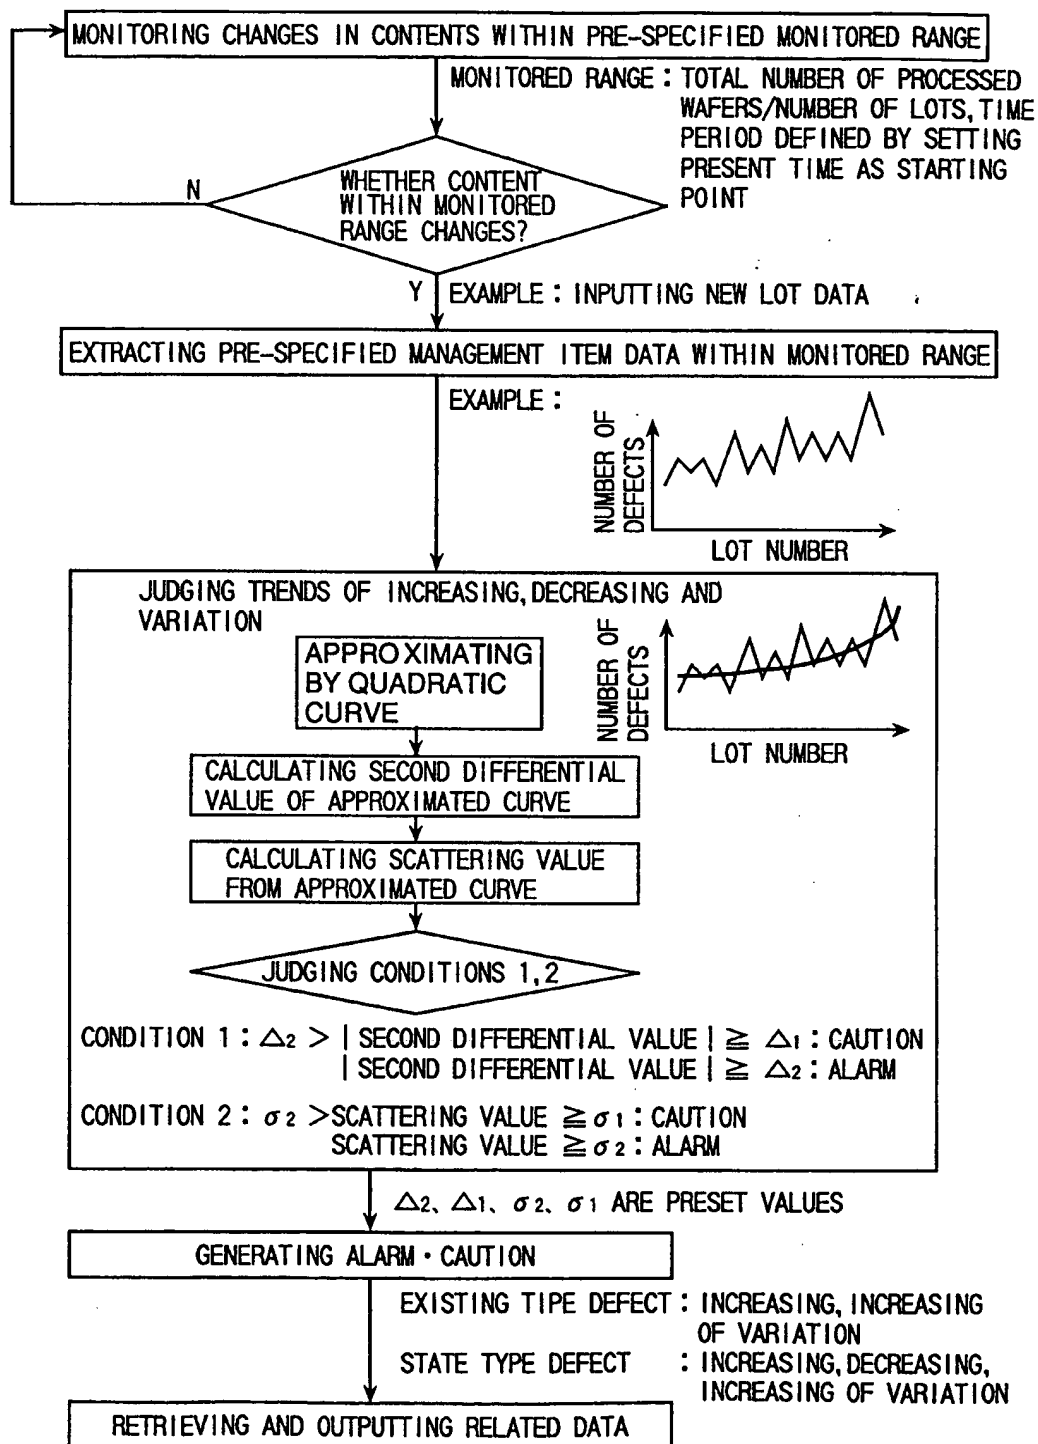 MONITORING CHANGES IN CONTENTS WITHIN PRE-SPECIFIED MONITORED RANGE
MONITORED RANGE : TOTAL NUMBER OF PROCESSED
WAFERS/NUMBER OF LOTS, TIME
PERIOD DEFINED BY SETTING
PRESENT TIME AS STARTING
POINT
N
WHETHER CONTENT
WITHIN MONITORED
RANGE CHANGES?
Y
EXAMPLE : INPUTTING NEW LOT DATA
EXTRACTING PRE-SPECIFIED MANAGEMENT ITEM DATA WITHIN MONITORED RANGE
EXAMPLE :
NUMBER OF
DEFECTS
LOT NUMBER
JUDGING TRENDS OF INCREASING, DECREASING AND
VARIATION
APPROXIMATING
BY QUADRATIC
CURVE
NUMBER OF
DEFECTS
LOT NUMBER
CALCULATING SECOND DIFFERENTIAL
VALUE OF APPROXIMATED CURVE
CALCULATING SCATTERING VALUE
FROM APPROXIMATED CURVE
JUDGING CONDITIONS 1,2
CONDITION 1 : △2 > | SECOND DIFFERENTIAL VALUE | ≧ △1 : CAUTION
| SECOND DIFFERENTIAL VALUE | ≧ △2 : ALARM
CONDITION 2 : σ2 > SCATTERING VALUE ≧ σ1 : CAUTION
SCATTERING VALUE ≧ σ2 : ALARM
△2、△1、σ2、σ1 ARE PRESET VALUES
GENERATING ALARM・CAUTION
EXISTING TIPE DEFECT : INCREASING, INCREASING
OF VARIATION
STATE TYPE DEFECT : INCREASING, DECREASING,
INCREASING OF VARIATION
RETRIEVING AND OUTPUTTING RELATED DATA